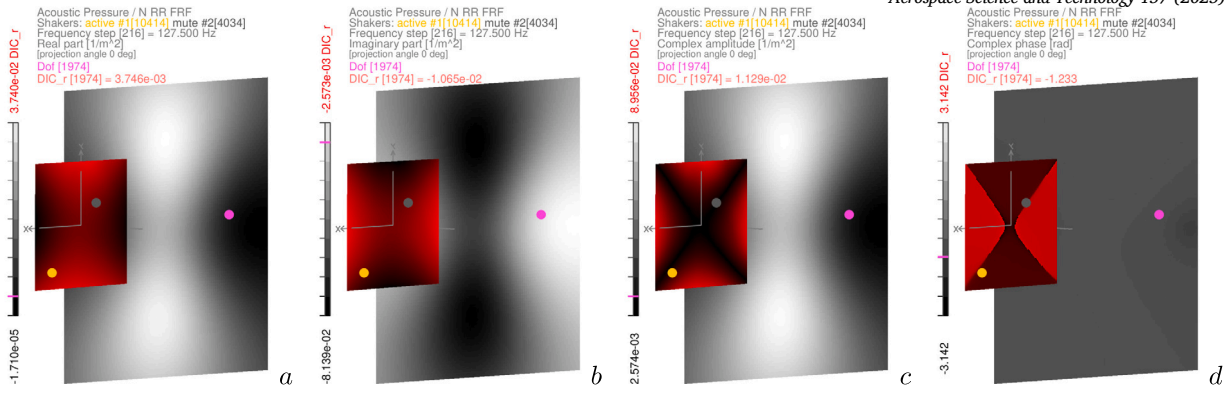 Aerospace Science and Technology 137 (2023)
Acoustic Pressure / N RR FRF
Shakers: active #1[10414] mute #2[4034]
Frequency step [216] = 127.500 Hz
Real part [1/m^2]
[projection angle 0 deg]
Dof [1974]
DIC_r [1974] = 3.746e-03
3.740e-02 DIC_r
-1.710e-05
X
a
Acoustic Pressure / N RR FRF
Shakers: active #1[10414] mute #2[4034]
Frequency step [216] = 127.500 Hz
Imaginary part [1/m^2]
[projection angle 0 deg]
Dof [1974]
DIC_r [1974] = -1.065e-02
-2.573e-03 DIC_r
-8.139e-02
X
b
Acoustic Pressure / N RR FRF
Shakers: active #1[10414] mute #2[4034]
Frequency step [216] = 127.500 Hz
Complex amplitude [1/m^2]
[projection angle 0 deg]
Dof [1974]
DIC_r [1974] = 1.129e-02
8.956e-02 DIC_r
2.574e-03
X
c
Acoustic Pressure / N RR FRF
Shakers: active #1[10414] mute #2[4034]
Frequency step [216] = 127.500 Hz
Complex phase [rad]
[projection angle 0 deg]
Dof [1974]
DIC_r [1974] = -1.233
3.142 DIC_r
-3.142
X
d